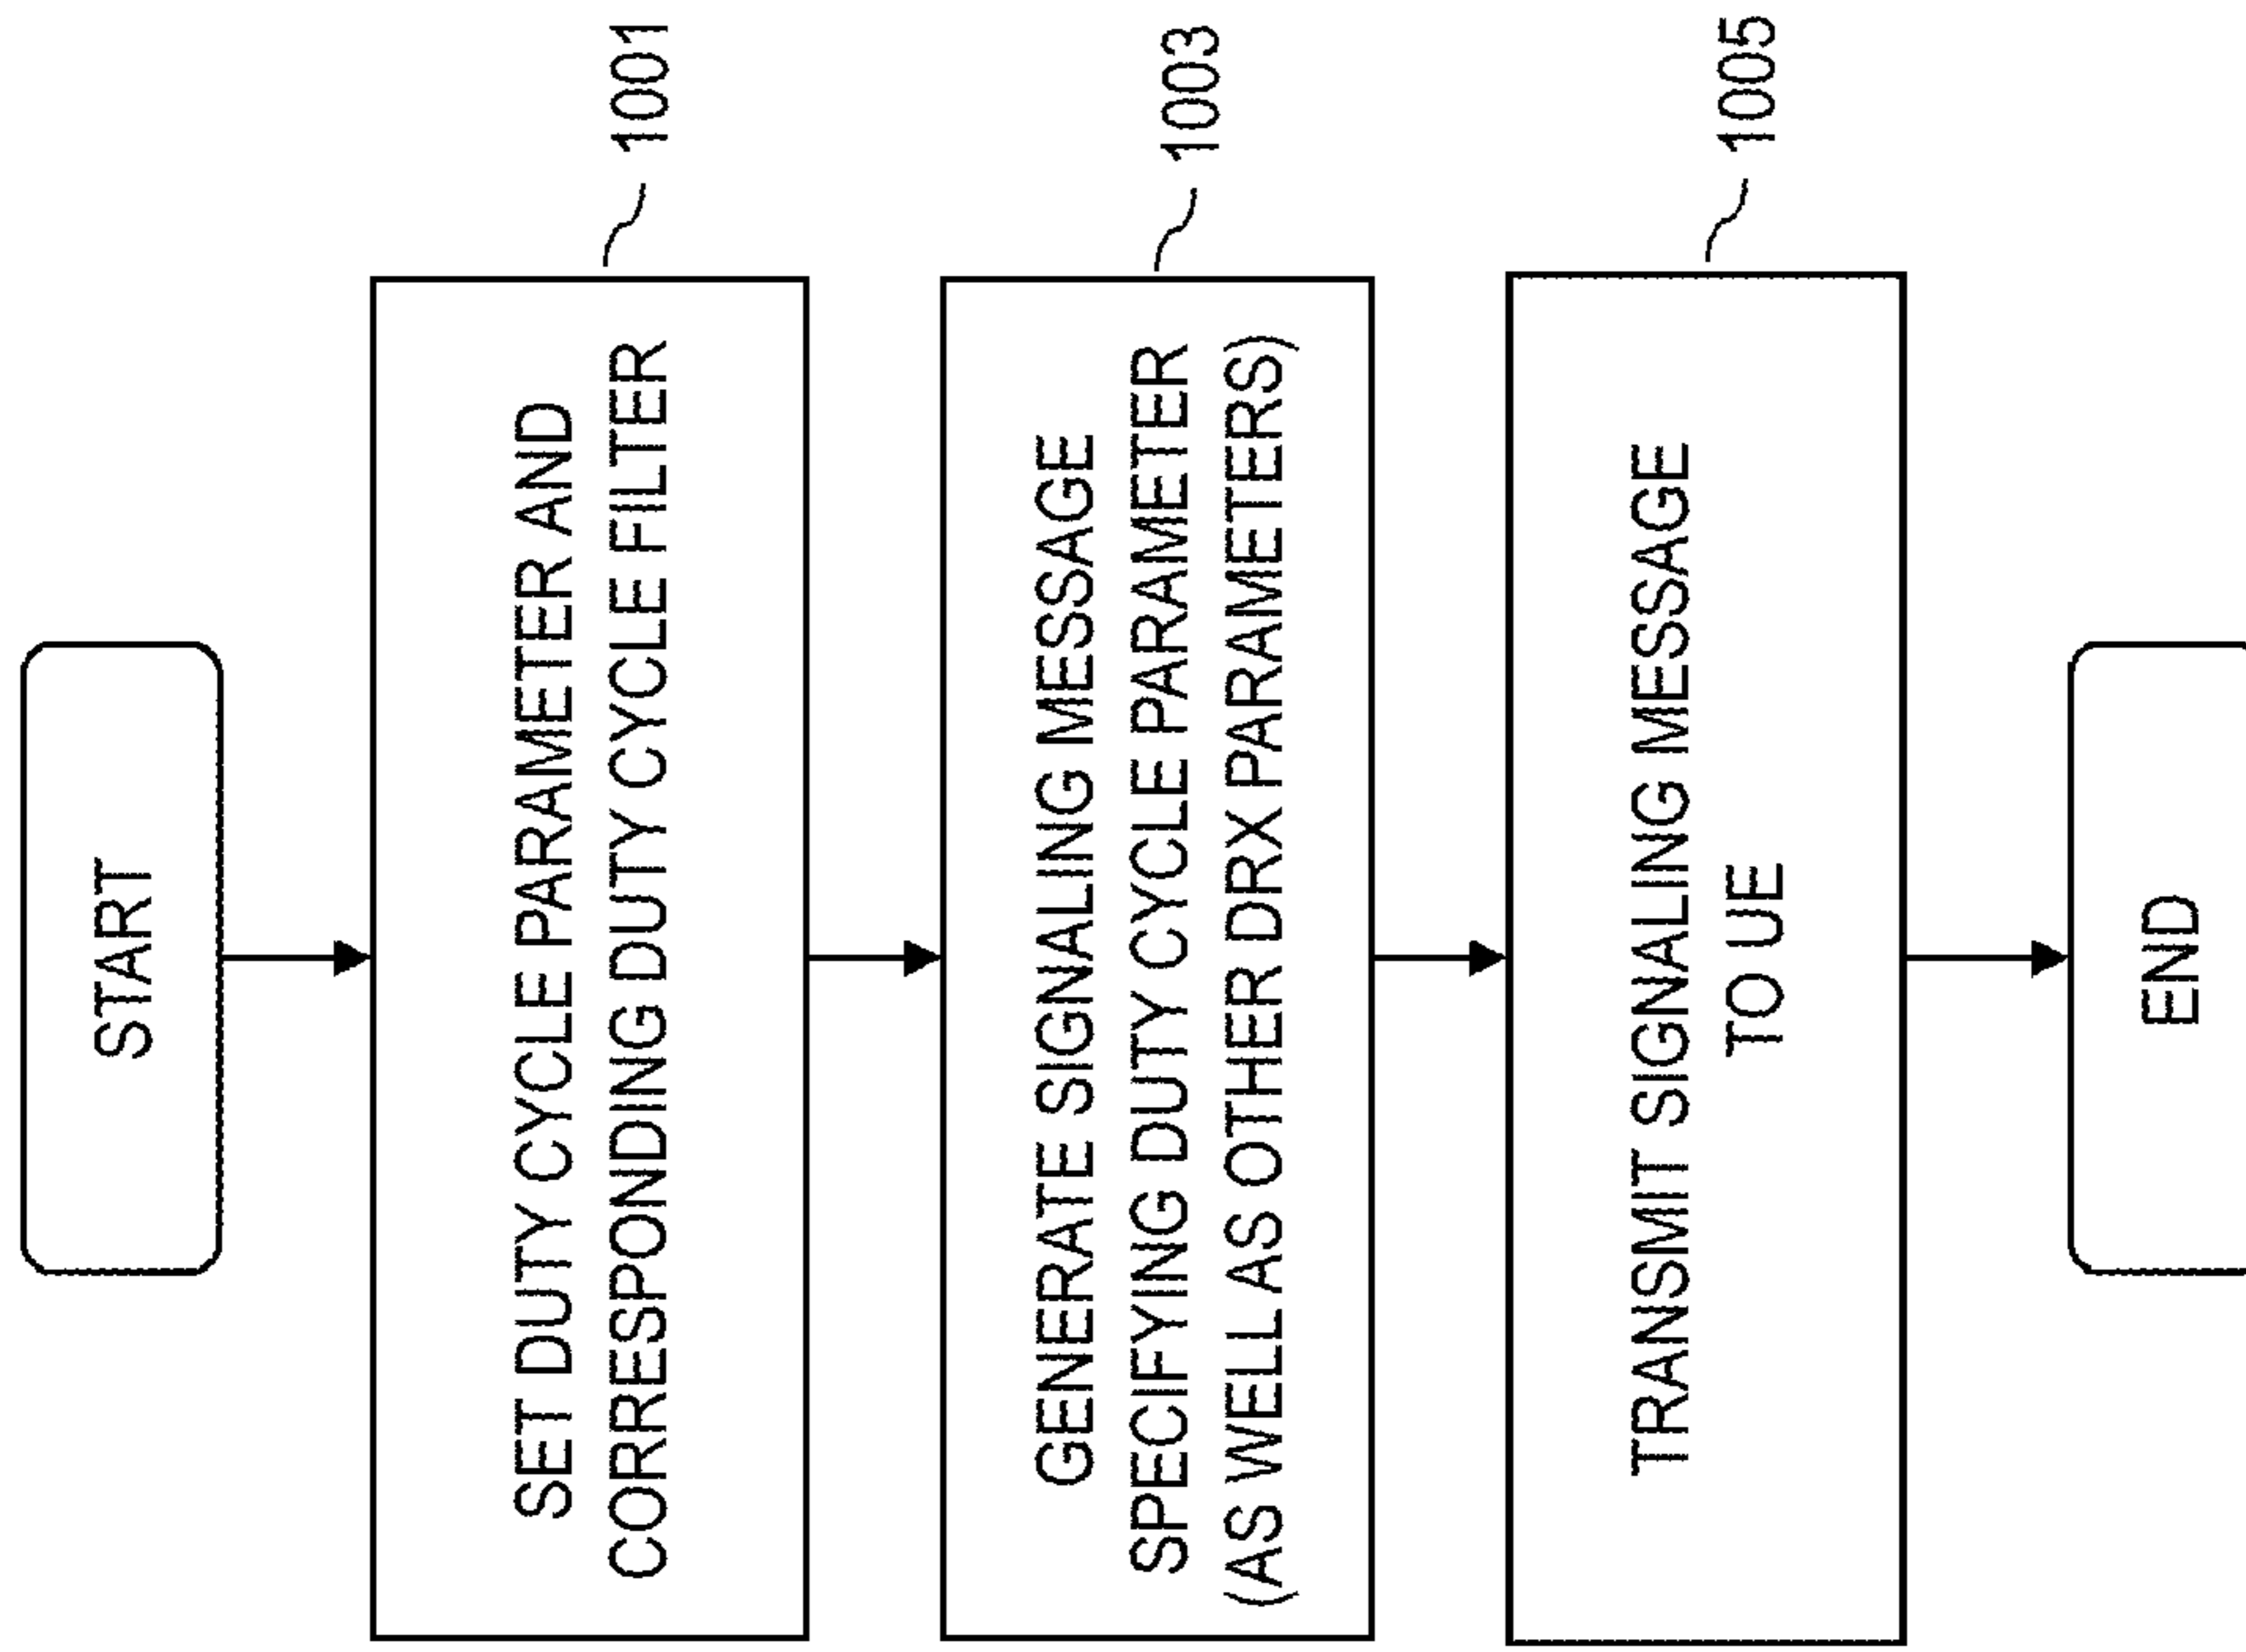 START
SET DUTY CYCLE PARAMETER AND
CORRESPONDING DUTY CYCLE FILTER
1001
GENERATE SIGNALING MESSAGE
SPECIFYING DUTY CYCLE PARAMETER
(AS WELL AS OTHER DRX PARAMETERS)
1003
TRANSMIT SIGNALING MESSAGE
TO UE
1005
END